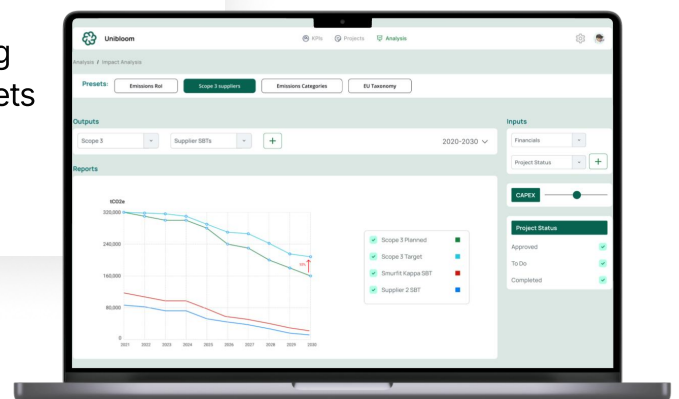 g
ets
Unibloom
KPIs Projects Analysis
Analysis / Impact Analysis
Presets: Emissions RoI Scope 3 suppliers Emissions Categories EU Taxonomy
Outputs
Scope 3 Supplier SBTs + 2020-2030
Reports
tCO2e
320,000
240,000
160,000
80,000
0
2021 2022 2023 2024 2025 2026 2027 2028 2029 2030
Scope 3 Planned
Scope 3 Target
Smurfit Kappa SBT
Supplier 2 SBT
Inputs
Financials
Project Status +
CAPEX
Project Status
Approved
To Do
Completed